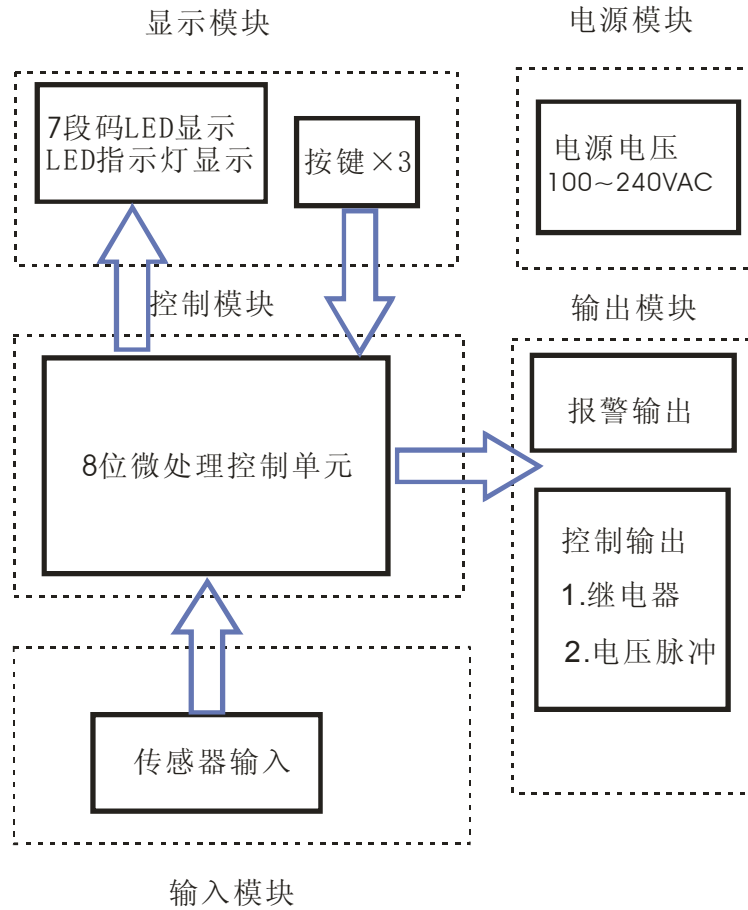 显示模块
电源模块
7段码LED显示
LED指示灯显示
按键×3
电源电压
100~240VAC
控制模块
输出模块
8位微处理控制单元
报警输出
控制输出
1.继电器
2.电压脉冲
传感器输入
输入模块